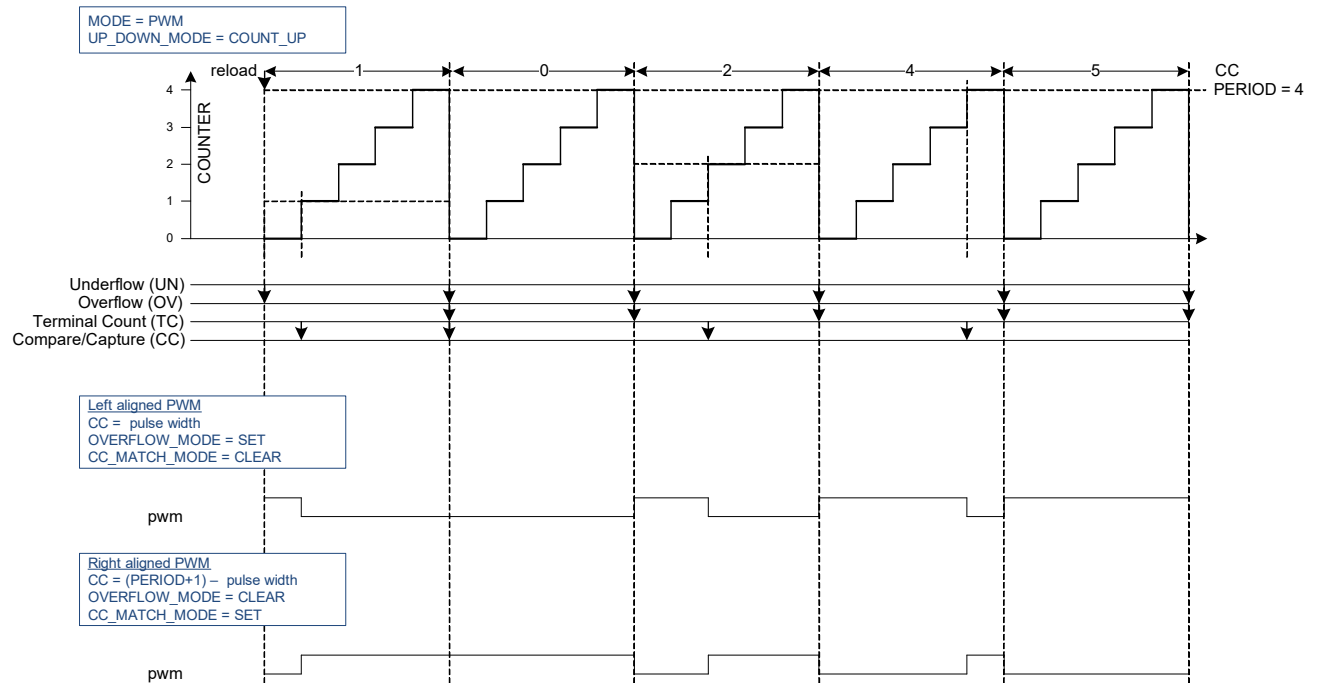 MODE = PWM
UP_DOWN_MODE = COUNT_UP
reload 1 0 2 4 5 CC
PERIOD = 4
4
3
2
1
0
COUNTER
Underflow (UN)
Overflow (OV)
Terminal Count (TC)
Compare/Capture (CC)
Left aligned PWM
CC = pulse width
OVERFLOW_MODE = SET
CC_MATCH_MODE = CLEAR
pwm
Right aligned PWM
CC = (PERIOD+1) – pulse width
OVERFLOW_MODE = CLEAR
CC_MATCH_MODE = SET
pwm